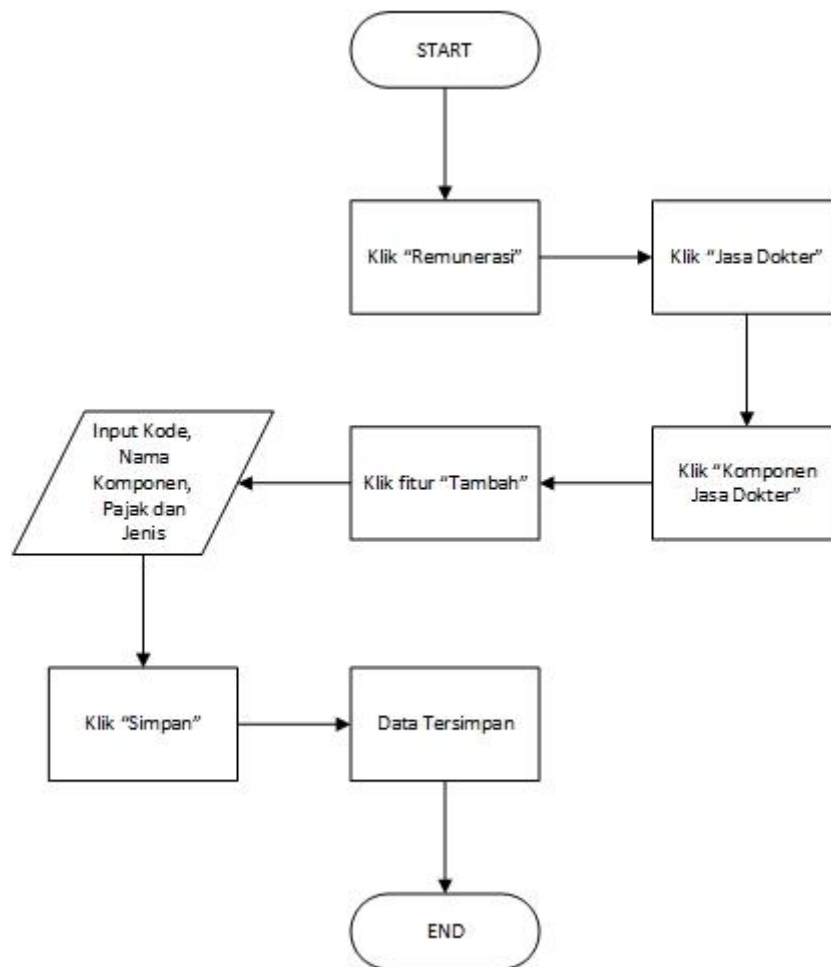 START
Klik “Remunerasi”
Klik “Jasa Dokter”
Klik “Komponen
Jasa Dokter”
Klik fitur “Tambah”
Input Kode,
Nama
Komponen,
Pajak dan
Jenis
Klik “Simpan”
Data Tersimpan
END